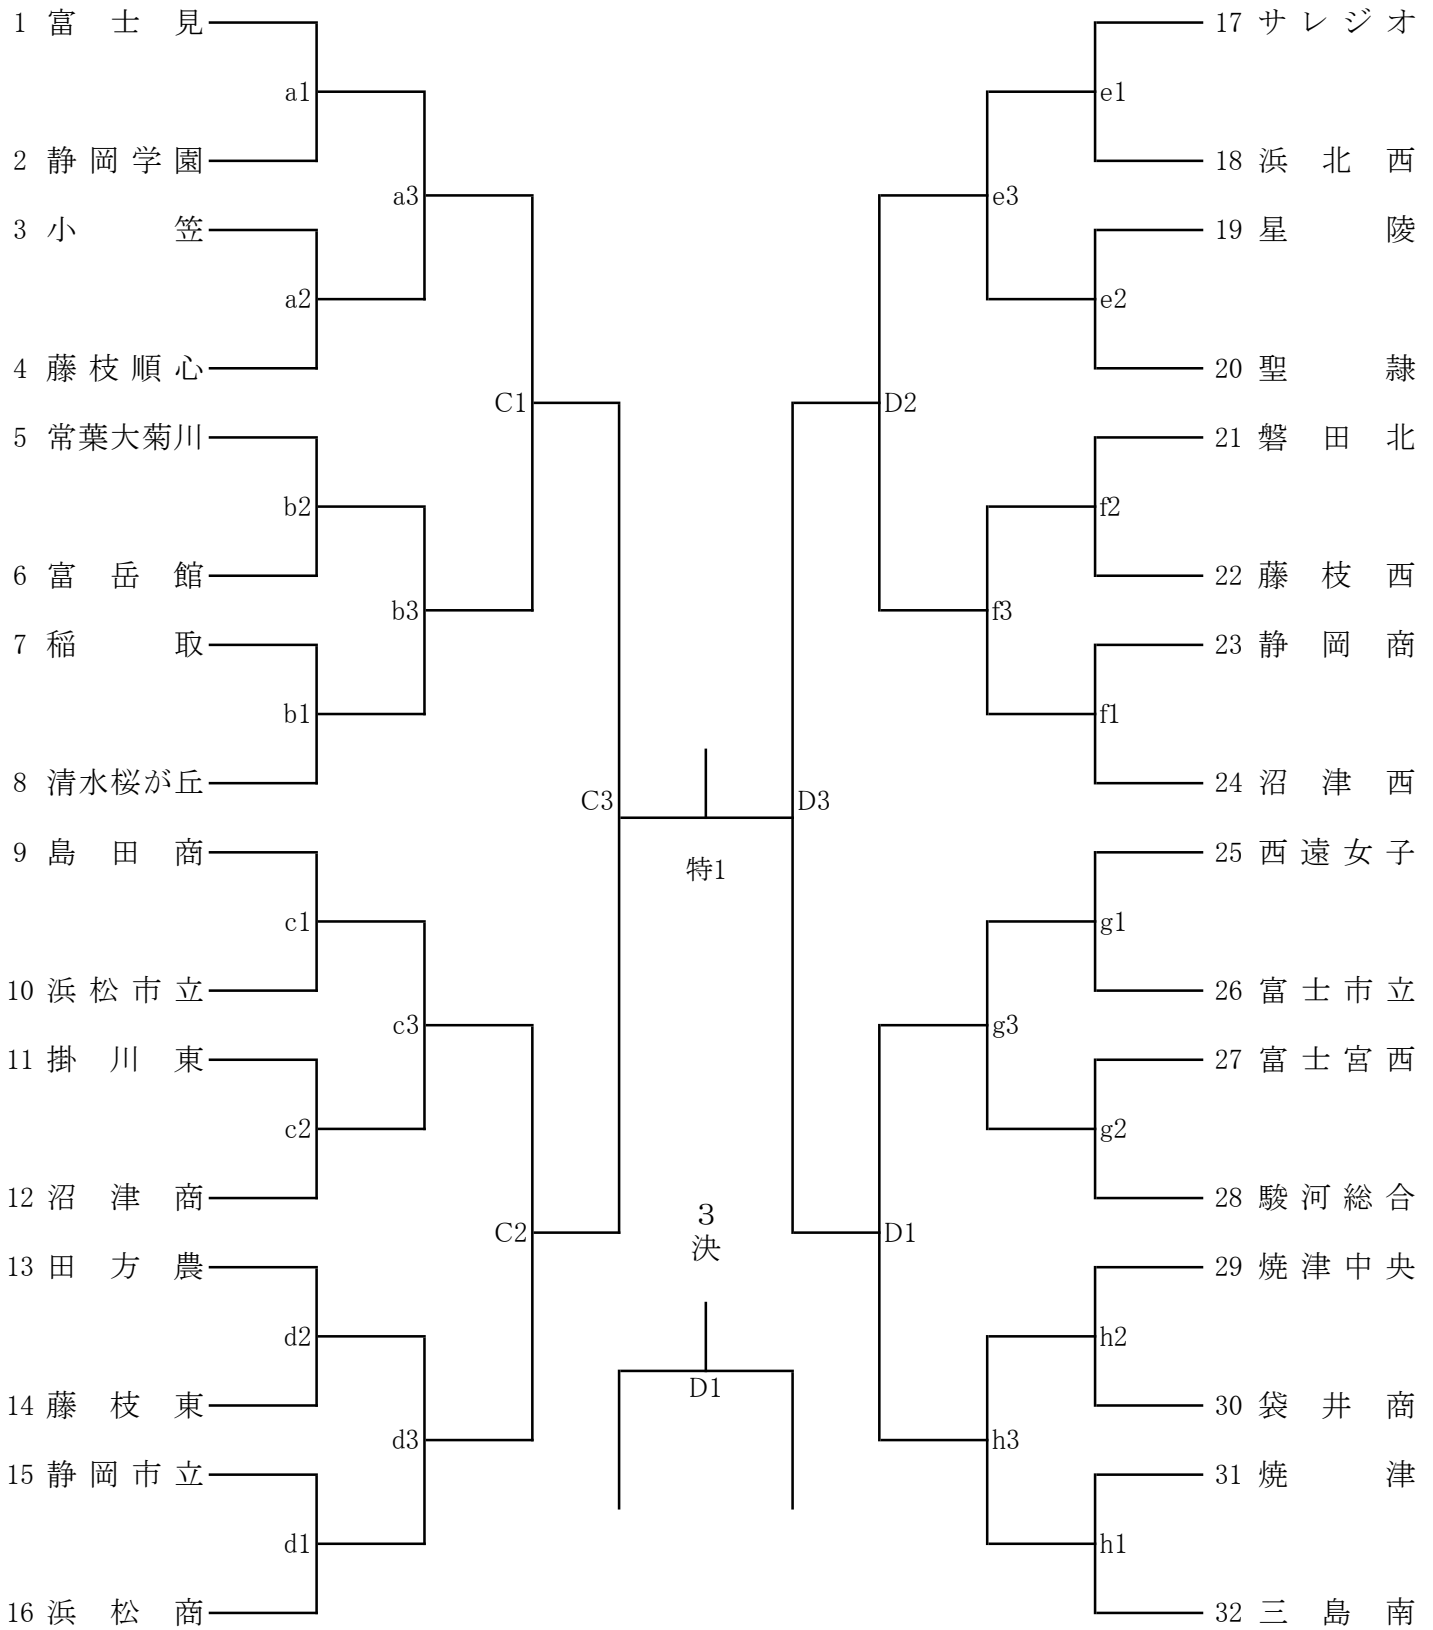 1 富士見
a1
2 静岡学園
a3
3 小笠
a2
4 藤枝順心
C1
5 常葉大菊川
b2
6 富岳館
b3
7 稲取
b1
8 清水桜が丘
C3
9 島田商
c1
10 浜松市立
c3
11 掛川東
c2
12 沼津商
C2
13 田方農
d2
14 藤枝東
d3
15 静岡市立
d1
16 浜松商
特1
3
決
D1
17 サレジオ
e1
18 浜北西
e3
19 星陵
e2
20 聖隷
D2
21 磐田北
f2
22 藤枝西
f3
23 静岡商
f1
24 沼津西
D3
25 西遠女子
g1
26 富士市立
g3
27 富士宮西
g2
28 駿河総合
D1
29 焼津中央
h2
30 袋井商
h3
31 焼津
h1
32 三島南